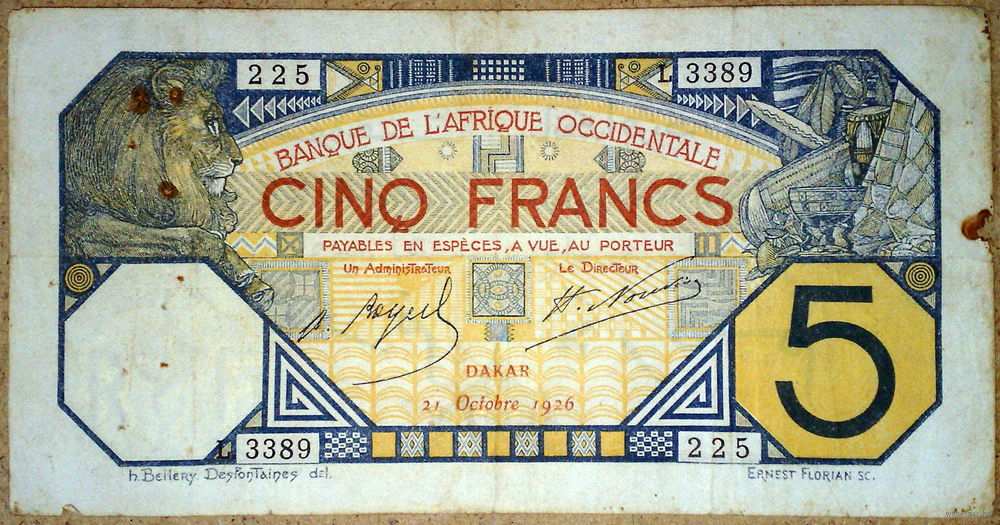 225
L 3389
BANQUE DE L'AFRIQUE OCCIDENTALE
CINQ FRANCS
PAYABLES EN ESPÈCES, A VUE, AU PORTEUR
Un Administrateur
Le Directeur
DAKAR
21 Octobre 1926
5
L 3389
225
h. Bellery Desfontaines del.
ERNEST FLORIAN SC.